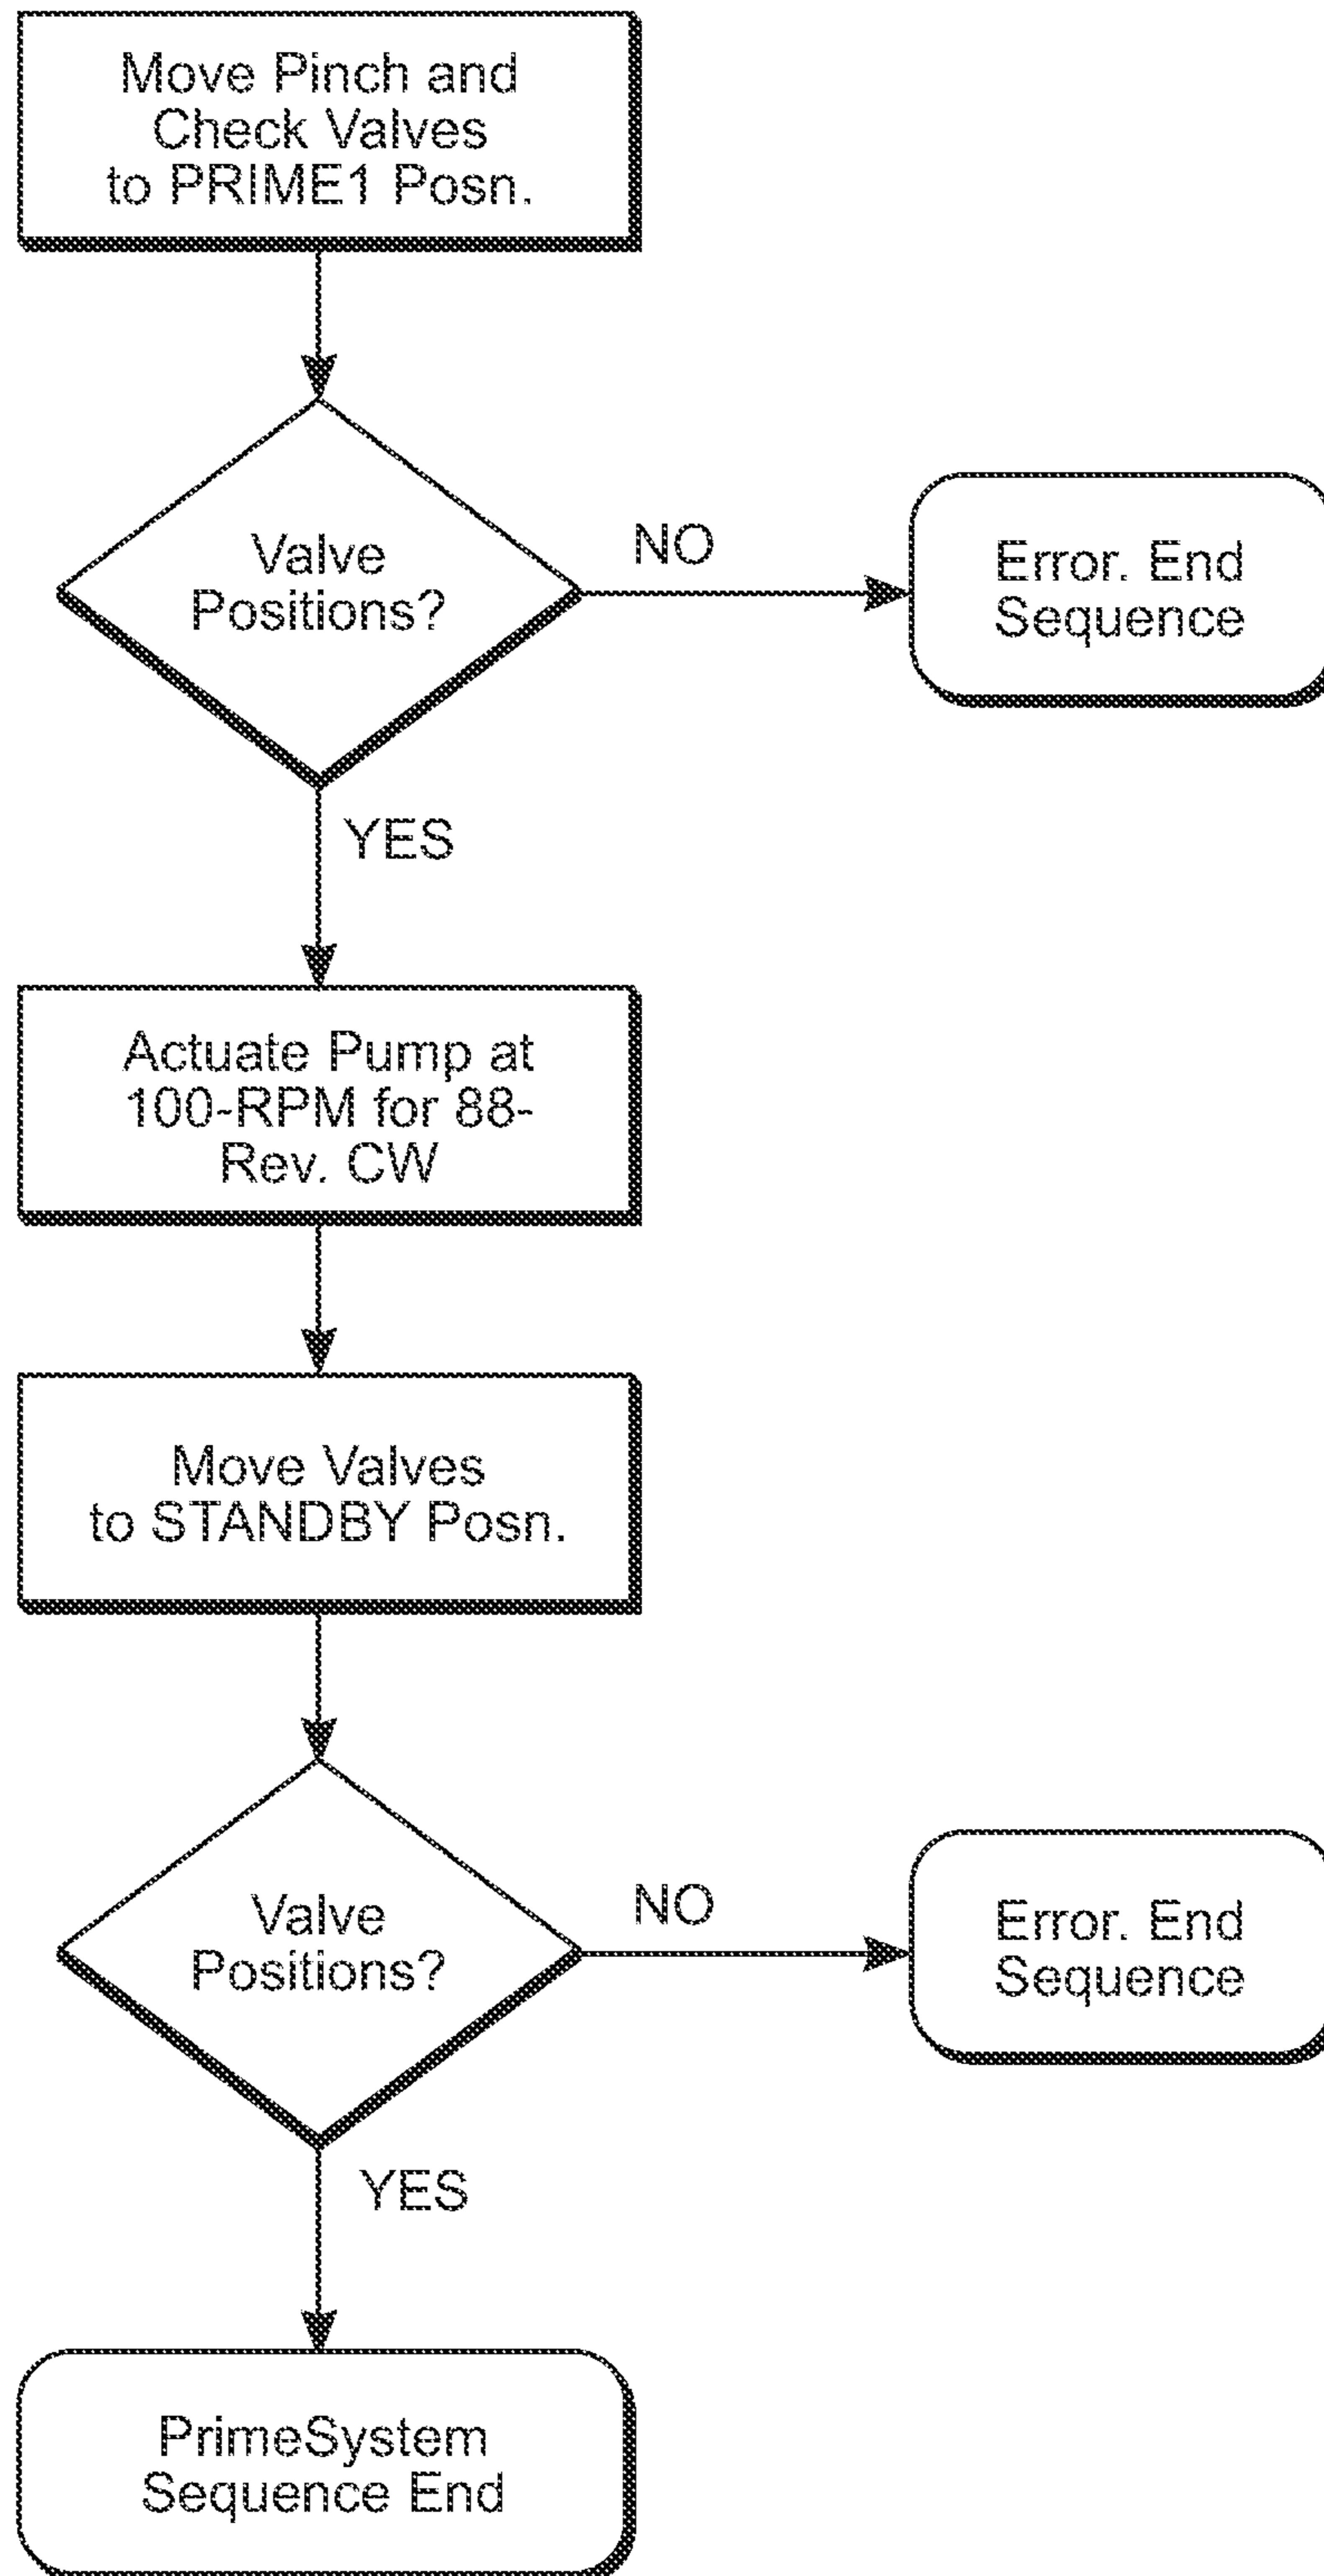 Move Pinch and
Check Valves
to PRIME1 Posn.
Valve
Positions?
NO
Error. End
Sequence
YES
Actuate Pump at
100-RPM for 88-
Rev. CW
Move Valves
to STANDBY Posn.
Valve
Positions?
NO
Error. End
Sequence
YES
PrimeSystem
Sequence End